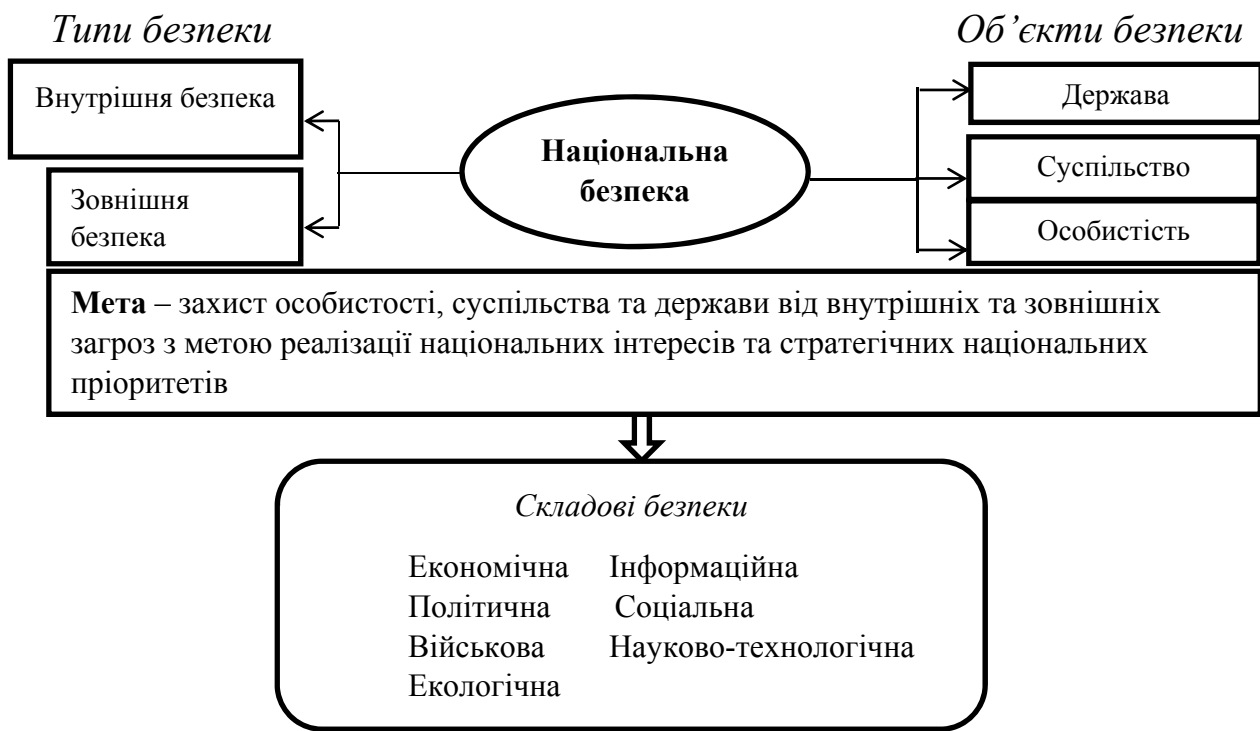 Типи безпеки
Внутрішня безпека
Зовнішня
безпека
Національна
безпека
Об’єкти безпеки
Держава
Суспільство
Особистість
Мета – захист особистості, суспільства та держави від внутрішніх та зовнішніх
загроз з метою реалізації національних інтересів та стратегічних національних
пріоритетів
Складові безпеки
Економічна Інформаційна
Політична Соціальна
Військова Науково-технологічна
Екологічна